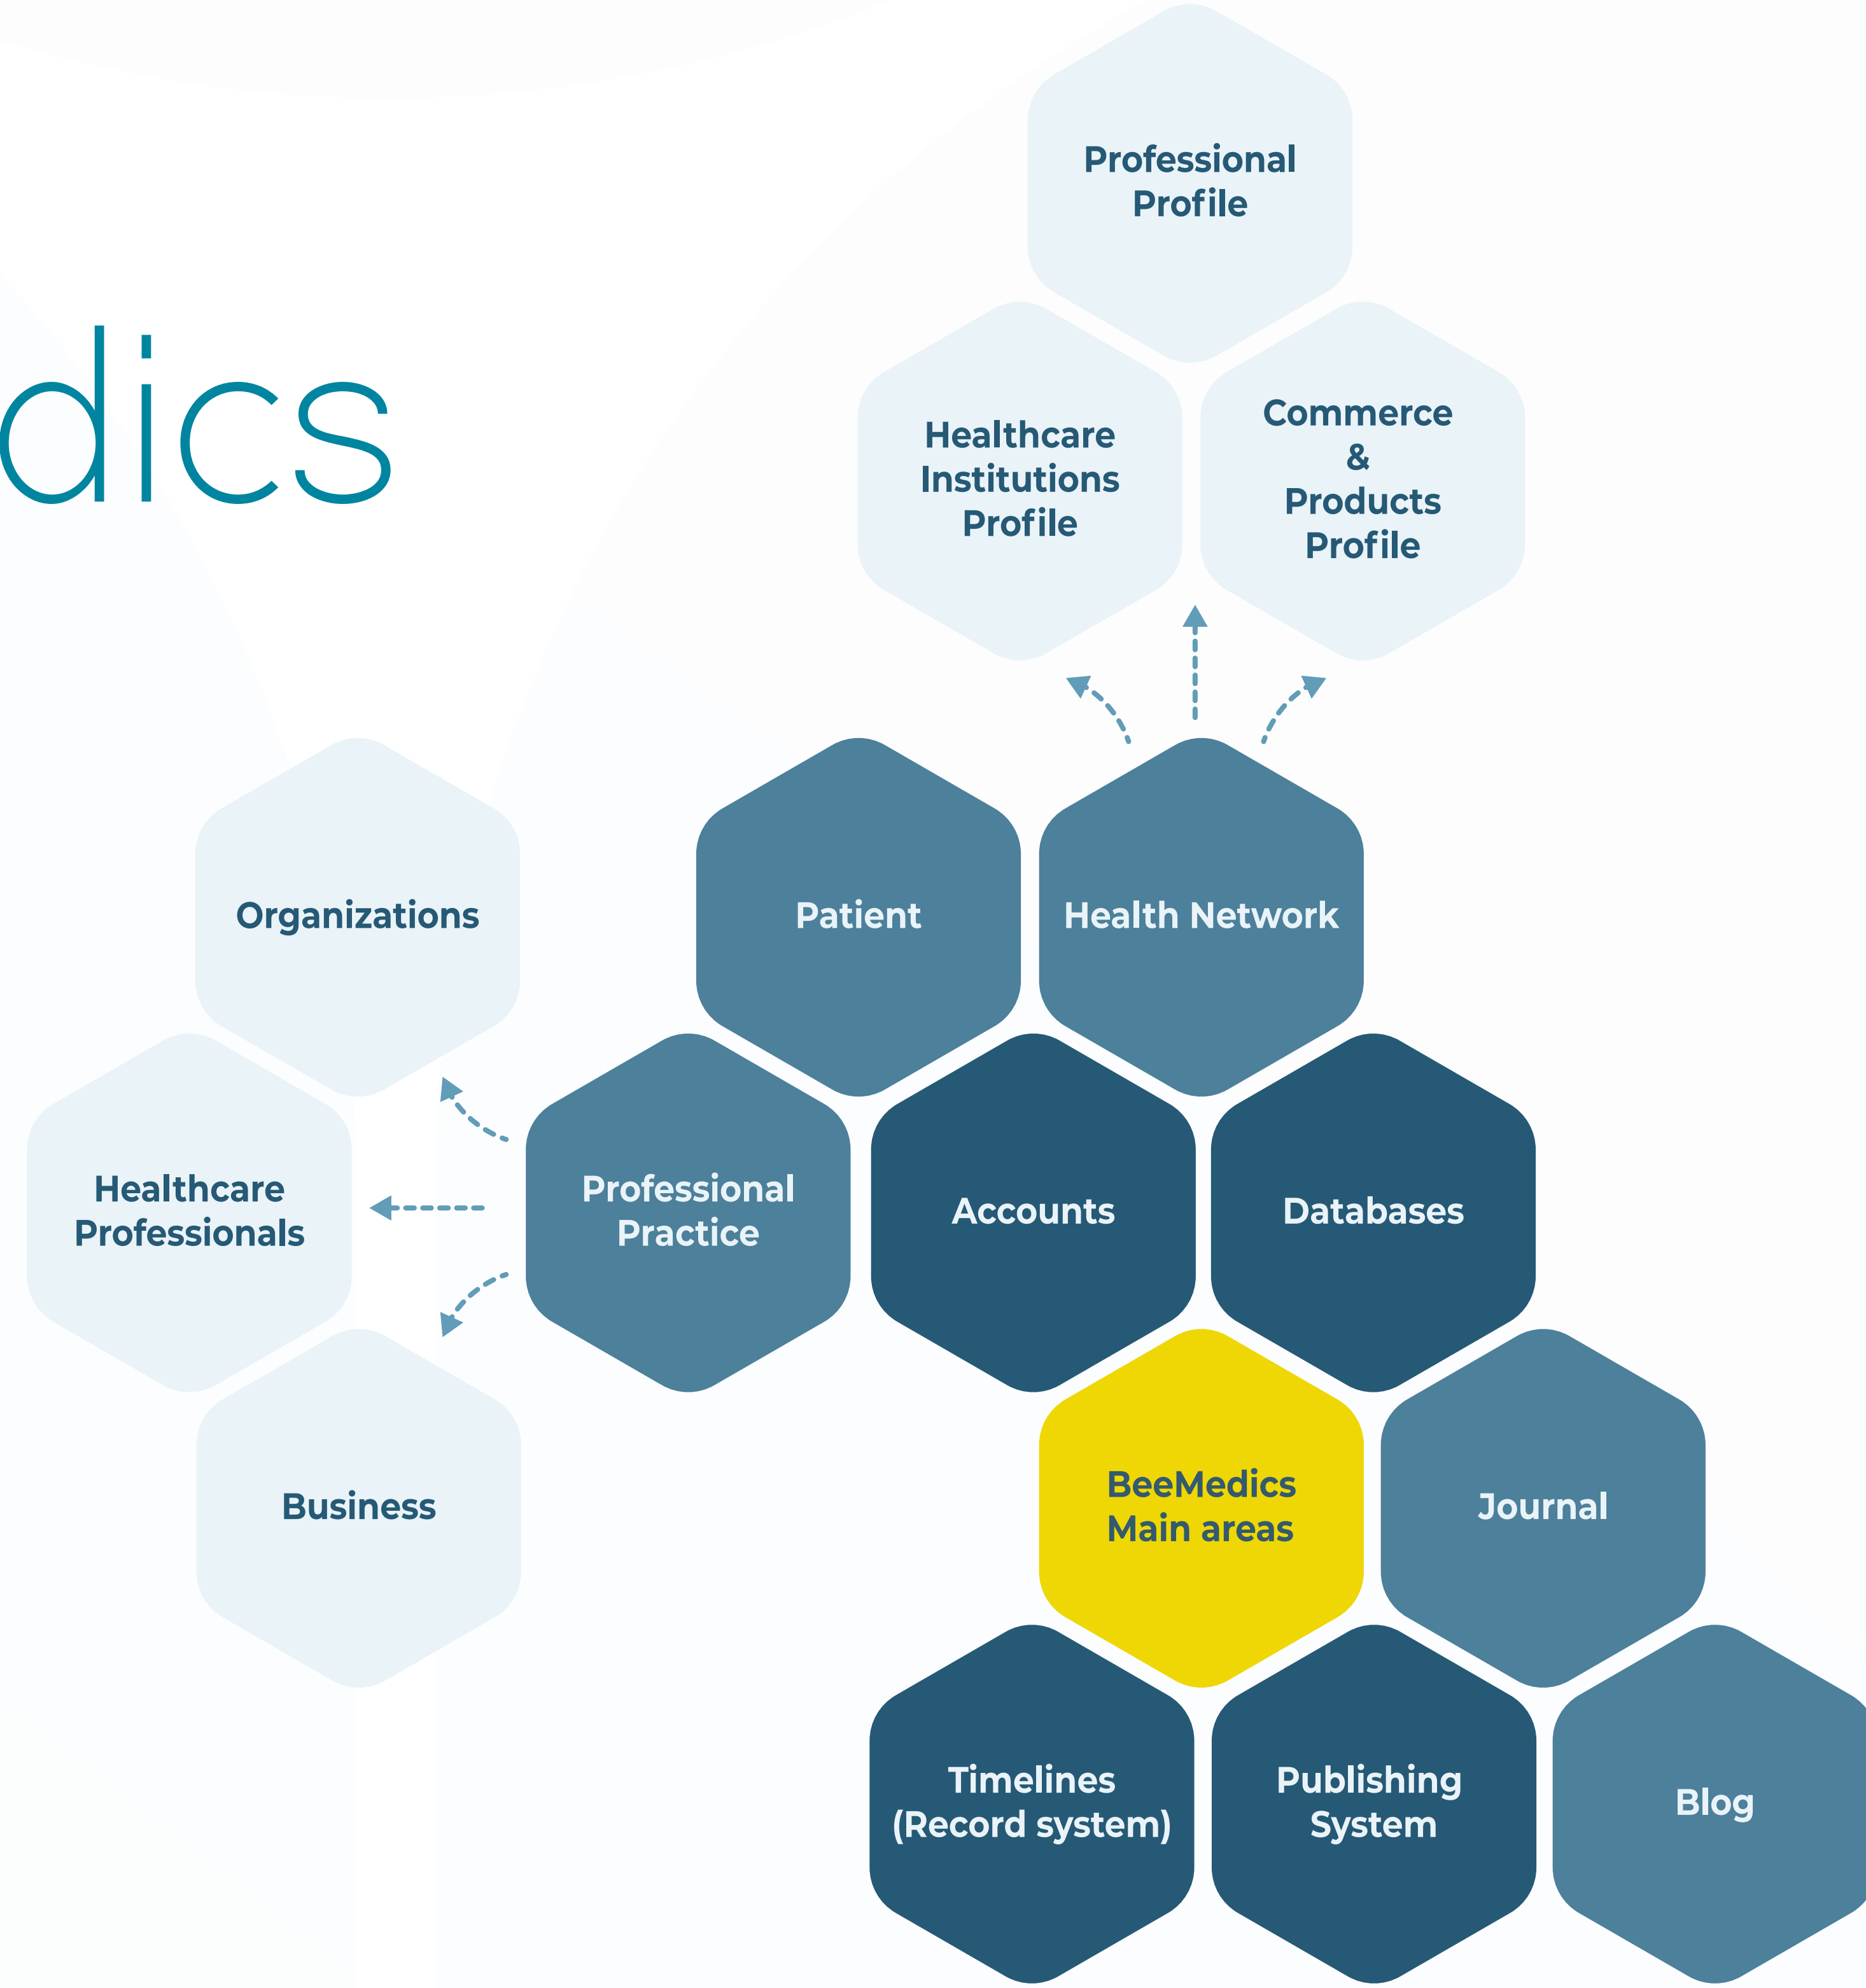 Professional
Profile
dics
Healthcare
Institutions
Profile
Commerce
&
Products
Profile
Organizations
Patient
Health Network
Healthcare
Professionals
Professional
Practice
Accounts
Databases
Business
BeeMedics
Main areas
Journal
Timelines
(Record system)
Publishing
System
Blog